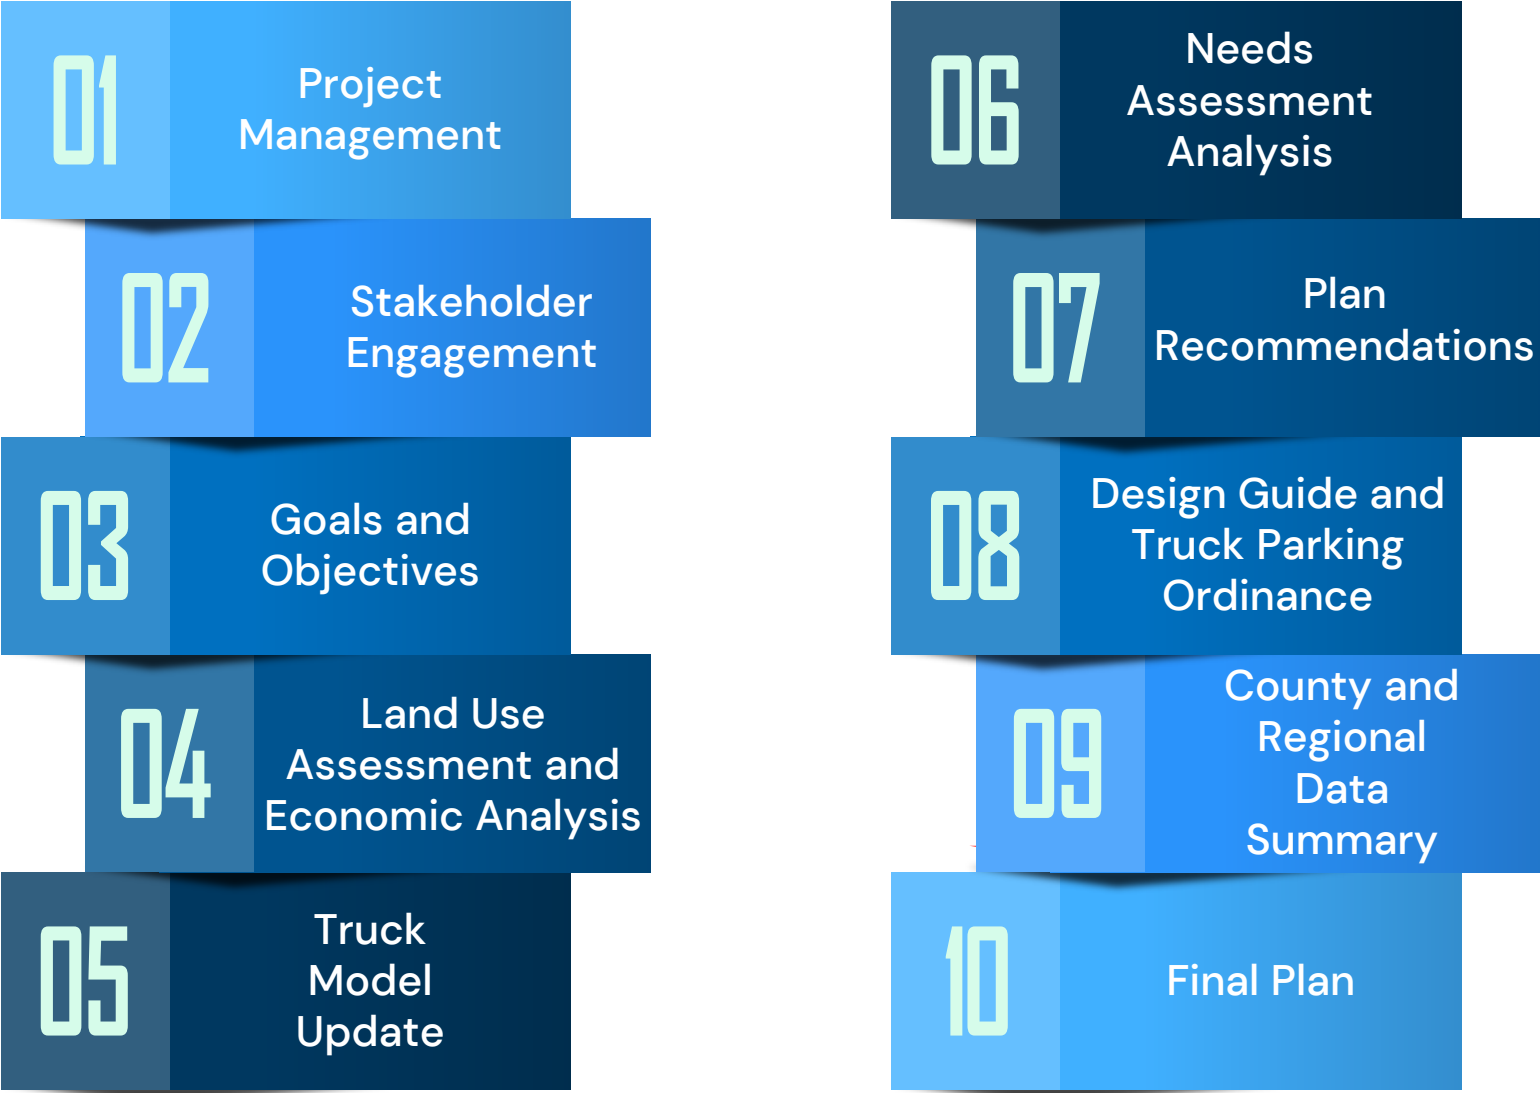 01
Project
Management
02
Stakeholder
Engagement
03
Goals and
Objectives
04
Land Use
Assessment and
Economic Analysis
05
Truck
Model
Update
06
Needs
Assessment
Analysis
07
Plan
Recommendations
08
Design Guide and
Truck Parking
Ordinance
09
County and
Regional
Data
Summary
10
Final Plan